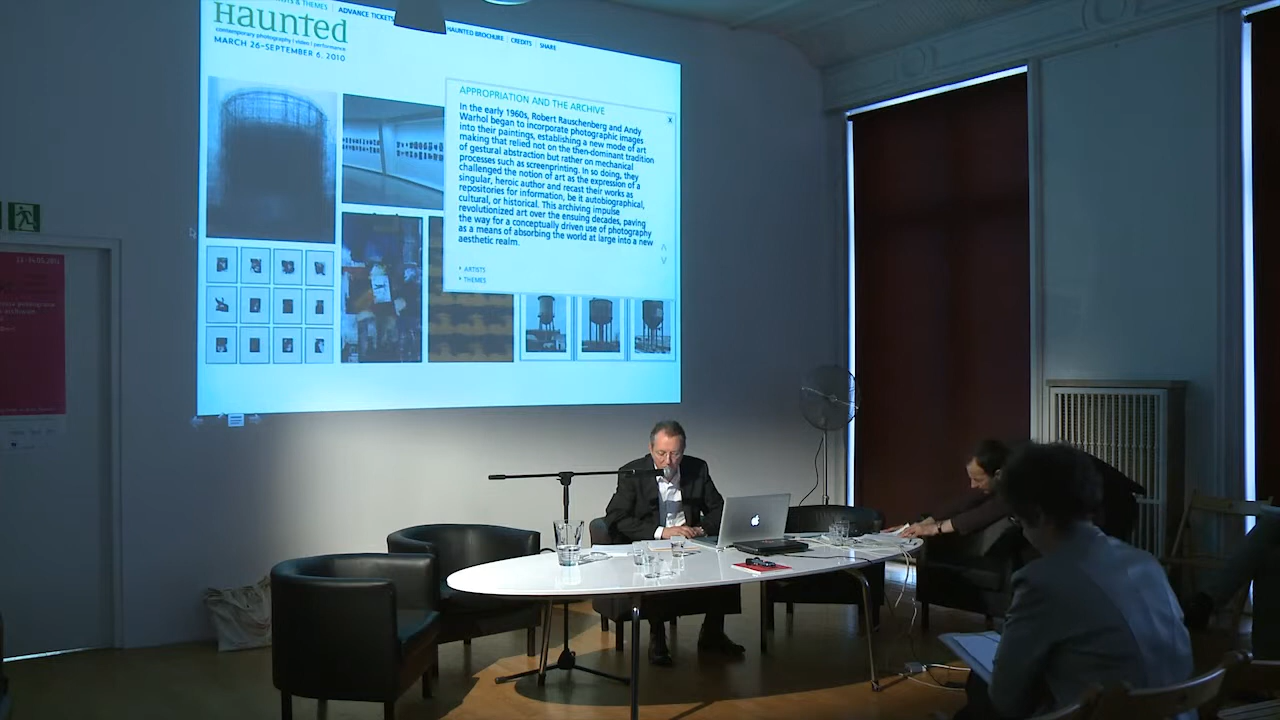 & THEMES
ADVANCE TICKETS
HAUNTED BROCHURE
CREDITS
SHARE
Haunted
contemporary photography / video / performance
MARCH 26–SEPTEMBER 6, 2010
APPROPRIATION AND THE ARCHIVE
X
In the early 1960s, Robert Rauschenberg and Andy
Warhol began to incorporate photographic images
into their paintings, establishing a new mode of art
making that relied not on the then-dominant tradition
of gestural abstraction but rather on mechanical
processes such as screenprinting. In so doing, they
challenged the notion of art as the expression of a
singular, heroic author and recast their works as
repositories for information, be it autobiographical,
cultural, or historical. This archiving impulse
revolutionized art over the ensuing decades, paving
the way for a conceptually driven use of photography
as a means of absorbing the world at large into a new
aesthetic realm.
ARTISTS
THEMES